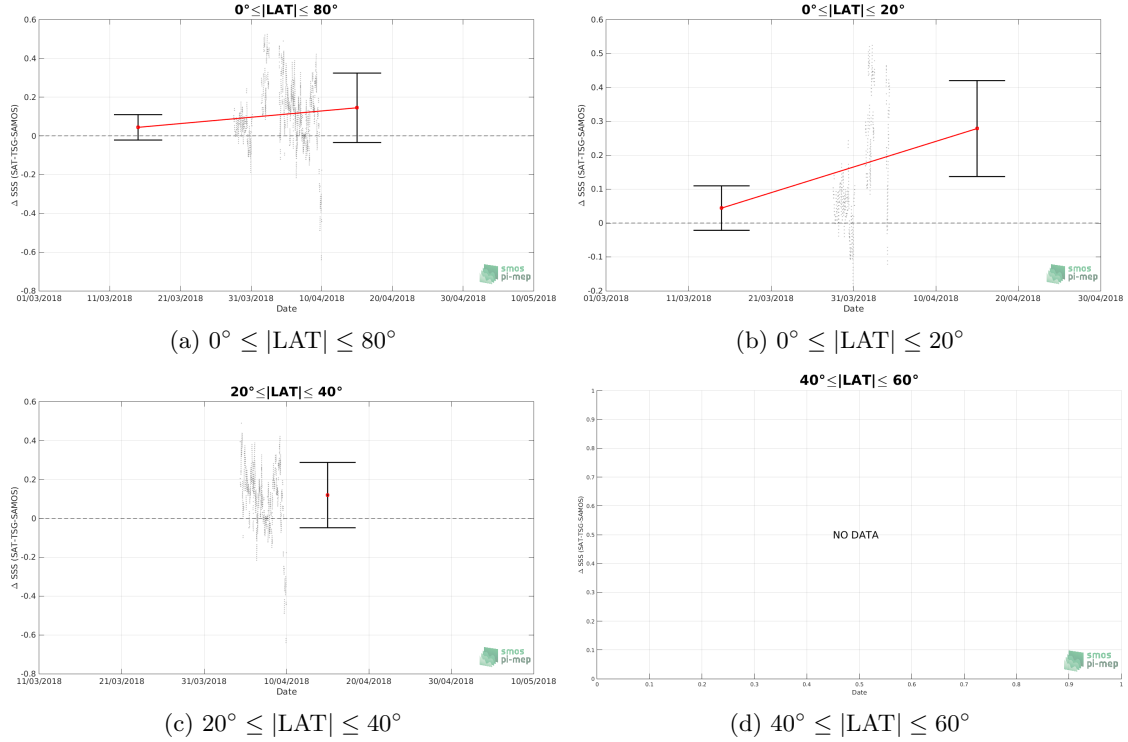 0°≤|LAT|≤ 80°
0.6
0.4
0.2
0
-0.2
-0.4
-0.6
-0.8
Δ SSS (SAT-TSG-SAMOS)
01/03/2018 11/03/2018 21/03/2018 31/03/2018 10/04/2018 20/04/2018 30/04/2018 10/05/2018
Date
smos
pi-mep
(a) 0° ≤ |LAT| ≤ 80°
0°≤|LAT|≤ 20°
0.6
0.5
0.4
0.3
0.2
0.1
0
-0.1
0.2
Δ SSS (SAT-TSG-SAMOS)
01/03/2018 11/03/2018 21/03/2018 31/03/2018 10/04/2018 20/04/2018 30/04/2018
Date
smos
pi-mep
(b) 0° ≤ |LAT| ≤ 20°
20°≤|LAT|≤ 40°
0.6
0.4
0.2
0
-0.2
-0.4
-0.6
-0.8
Δ SSS (SAT-TSG-SAMOS)
11/03/2018 21/03/2018 31/03/2018 10/04/2018 20/04/2018 30/04/2018 10/05/2018
Date
smos
pi-mep
(c) 20° ≤ |LAT| ≤ 40°
40°≤|LAT|≤ 60°
1
0.9
0.8
0.7
0.6
0.5
0.4
0.3
0.2
0.1
0
Δ SSS (SAT-TSG-SAMOS)
NO DATA
0 0.1 0.2 0.3 0.4 0.5 0.6 0.7 0.8 0.9 1
Date
smos
pi-mep
(d) 40° ≤ |LAT| ≤ 60°